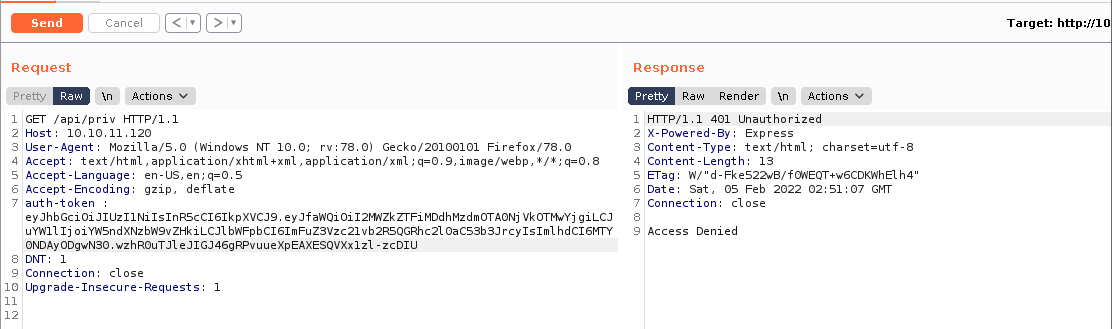 Send Cancel < | ▾ > | ▾ Target: http://10
Request
Pretty Raw \n Actions
1 GET /api/priv HTTP/1.1
2 Host: 10.10.11.120
3 User-Agent: Mozilla/5.0 (Windows NT 10.0; rv:78.0) Gecko/20100101 Firefox/78.0
4 Accept: text/html,application/xhtml+xml,application/xml;q=0.9,image/webp,*/*;q=0.8
5 Accept-Language: en-US,en;q=0.5
6 Accept-Encoding: gzip, deflate
7 auth-token :
eyJhbGciOiJIUzI1NiIsInR5cCI6IkpXVCJ9.eyJfaWQiOiI2MWZkZTFiMDdhMzdmOTA0NjVkOTMwYjgiLCJ
uYW1lIjoiYW5ndXNzbW9vZHkiLCJlbWFpbCI6ImFuZ3Vzc21vb2R5QGRhc2l0aC53b3JrcyIsImlhdCI6MTY
0NDAyODgwN30.wzhR0uTJleJIGJ46gRPvuueXpEAXESQVXx1zl-zcDIU
8 DNT: 1
9 Connection: close
10 Upgrade-Insecure-Requests: 1
11
12
Response
Pretty Raw Render \n Actions
1 HTTP/1.1 401 Unauthorized
2 X-Powered-By: Express
3 Content-Type: text/html; charset=utf-8
4 Content-Length: 13
5 ETag: W/"d-Fke522wB/f0WEQT+w6CDKWhElh4"
6 Date: Sat, 05 Feb 2022 02:51:07 GMT
7 Connection: close
8
9 Access Denied